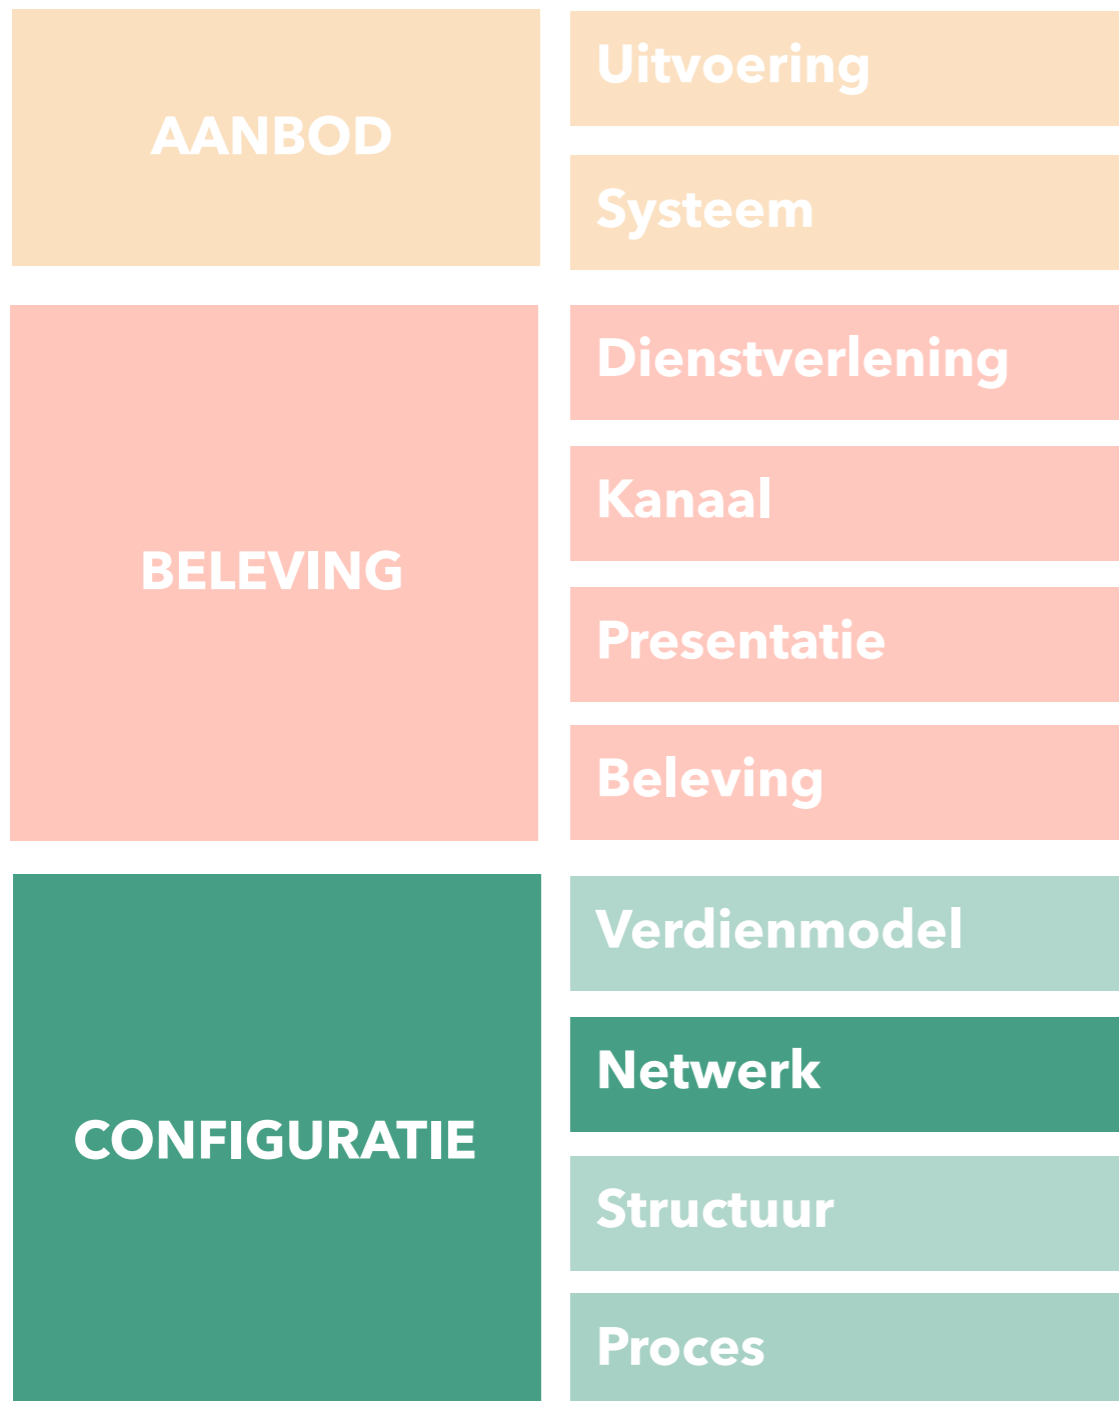 AANBOD
Uitvoering
Systeem
BELEVING
Dienstverlening
Kanaal
Presentatie
Beleving
CONFIGURATIE
Verdienmodel
Netwerk
Structuur
Proces